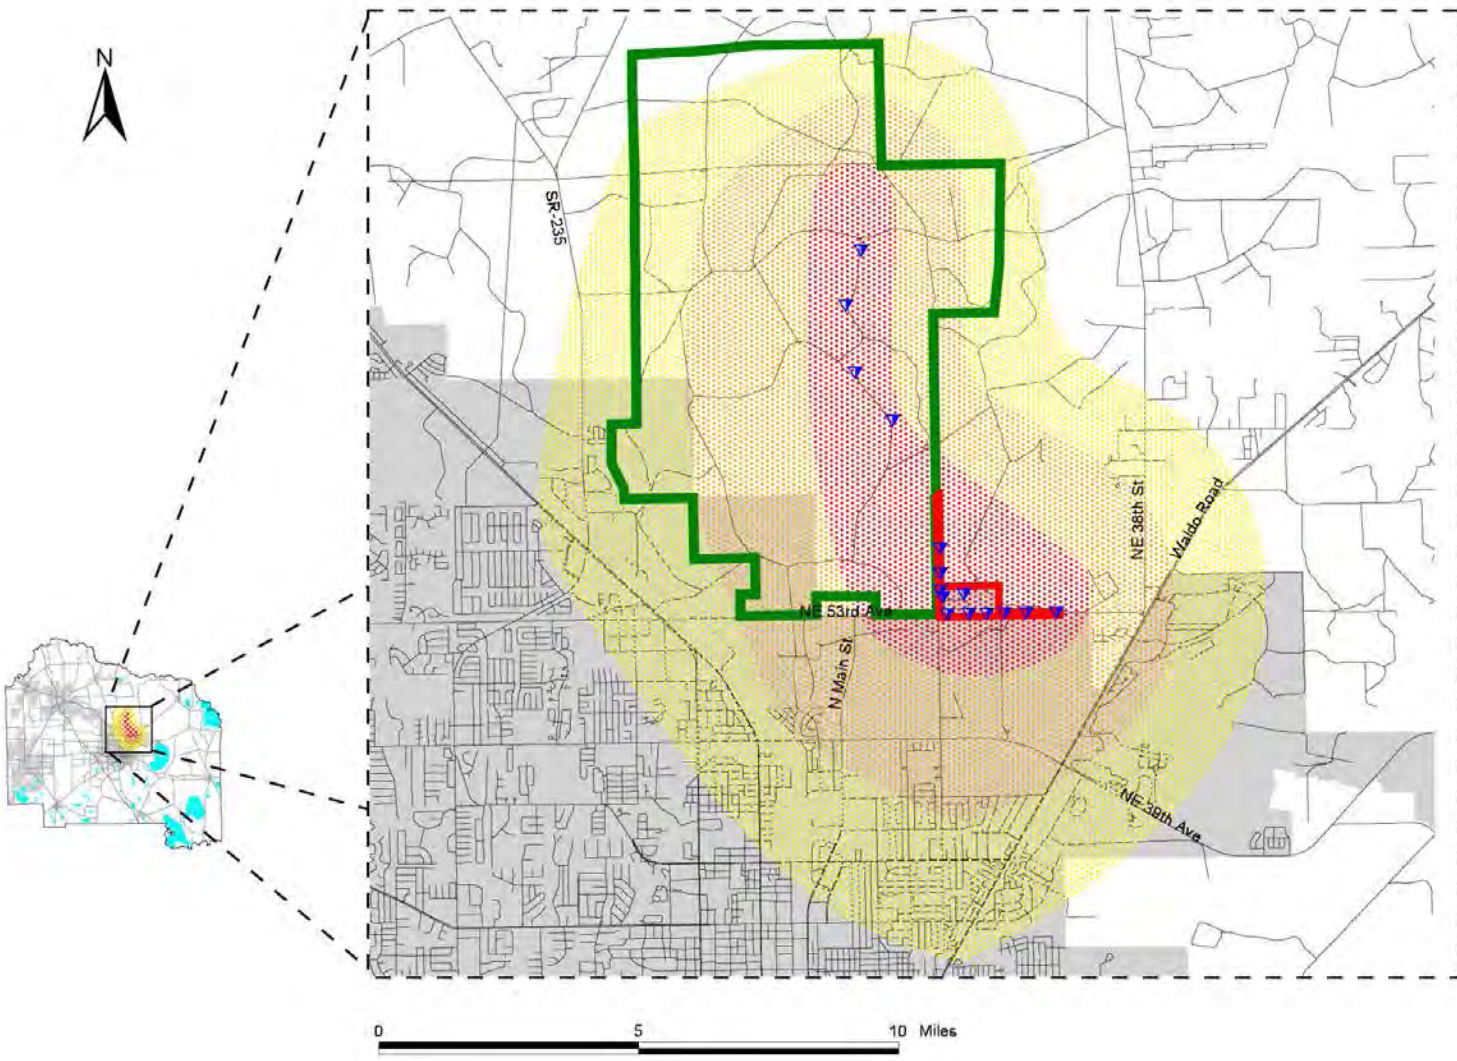 N
SR-235
NE 38th St
Waldo Road
NE 53rd Ave
N Main St
NE 39th Ave
0 5 10 Miles